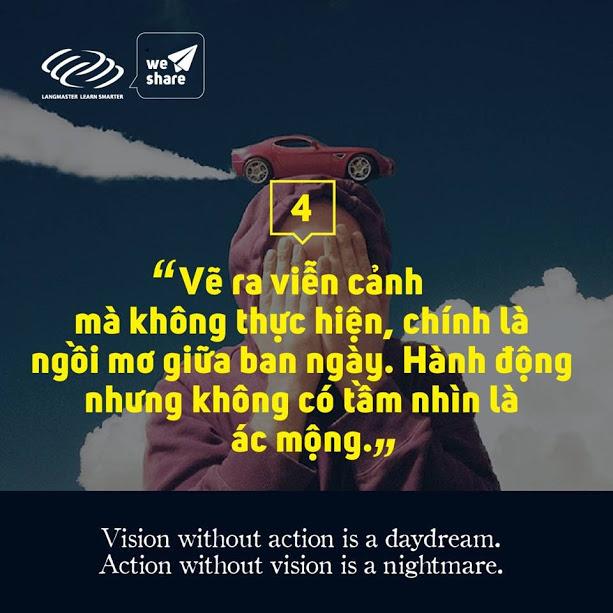 we
share
LANGMASTER LEARN SMARTER
4
“Vẽ ra viễn cảnh
mà không thực hiện, chính là
ngồi mơ giữa ban ngày. Hành động
nhưng không có tầm nhìn là
ác mộng.„
Vision without action is a daydream.
Action without vision is a nightmare.